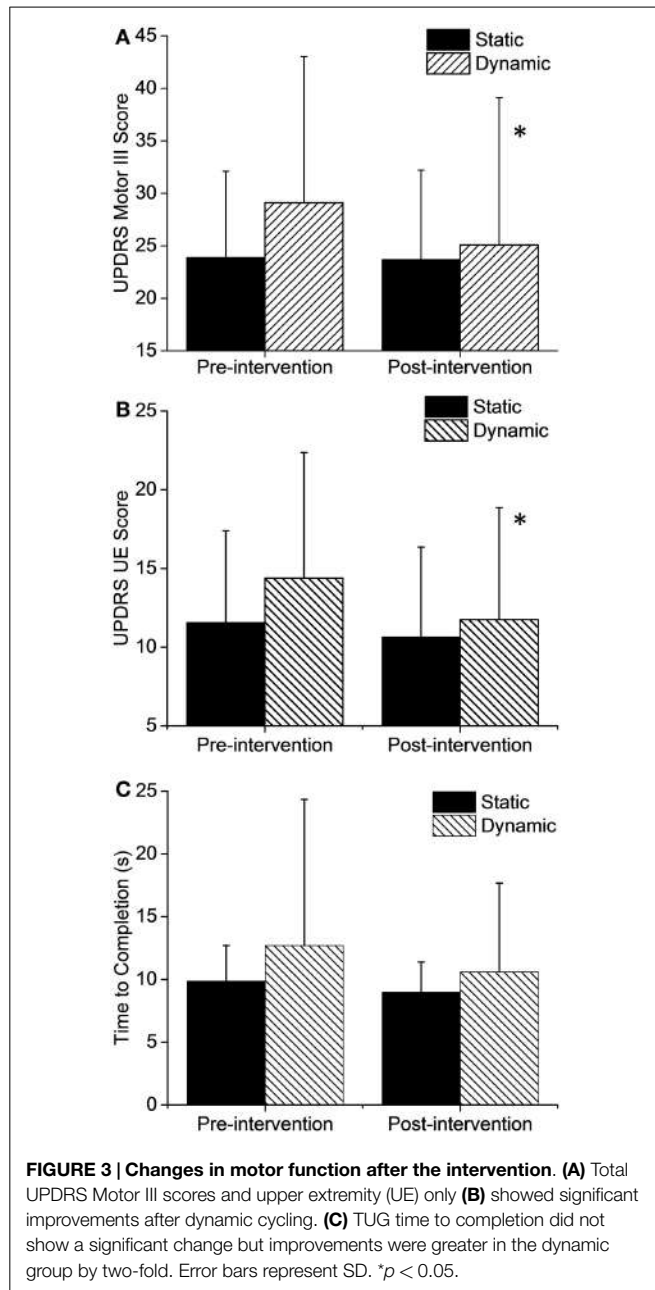 A
45
40
35
30
25
20
15
UPDRS Motor III Score
Static
Dynamic
*
Pre-intervention Post-intervention
B
25
20
15
10
5
UPDRS UE Score
Static
Dynamic
*
Pre-intervention Post-intervention
C
25
20
15
10
5
0
Time to Completion (s)
Static
Dynamic
Pre-intervention Post-intervention
FIGURE 3 | Changes in motor function after the intervention. (A) Total
UPDRS Motor III scores and upper extremity (UE) only (B) showed significant
improvements after dynamic cycling. (C) TUG time to completion did not
show a significant change but improvements were greater in the dynamic
group by two-fold. Error bars represent SD. *p < 0.05.